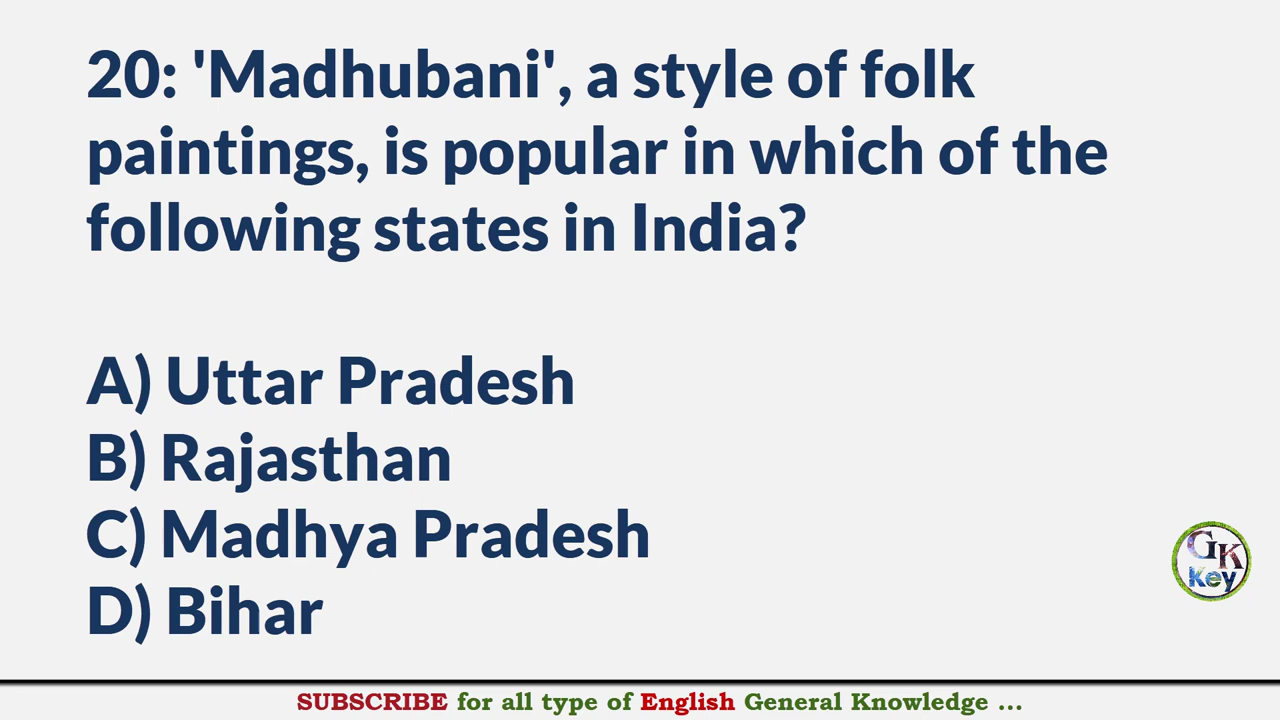 20: 'Madhubani', a style of folk
paintings, is popular in which of the
following states in India?
A) Uttar Pradesh
B) Rajasthan
C) Madhya Pradesh
D) Bihar
GK
Key
SUBSCRIBE for all type of English General Knowledge ...